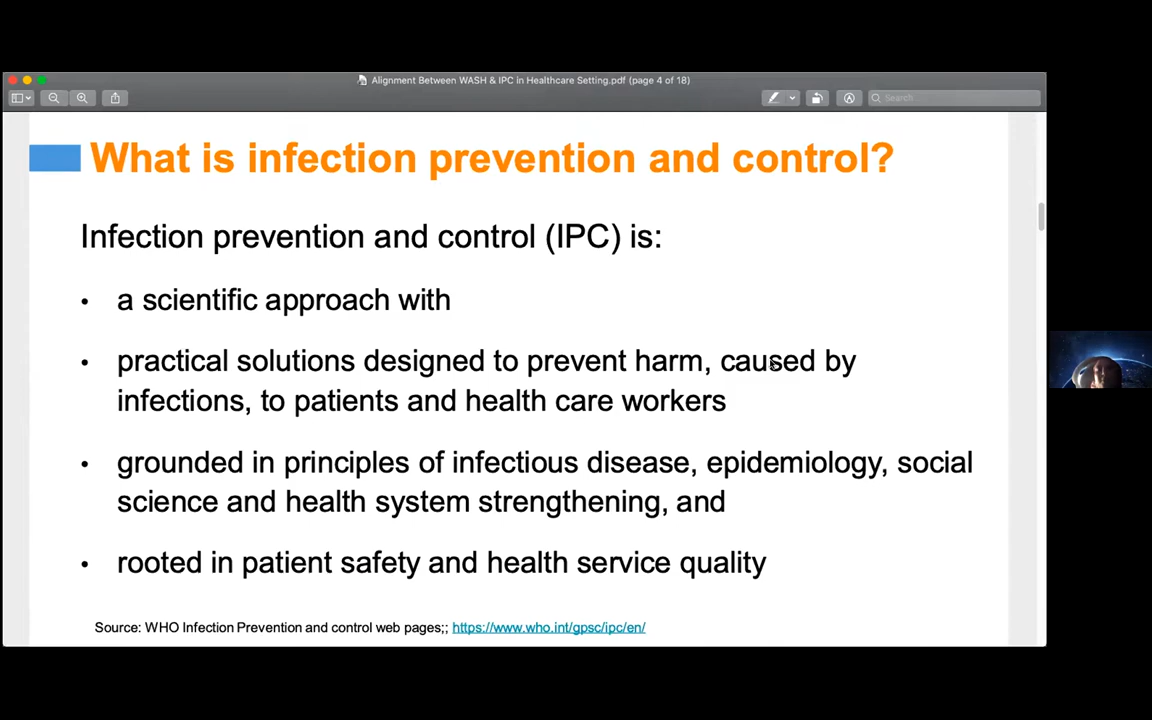 Alignment Between WASH & IPC in Healthcare Setting.pdf (page 4 of 18)
Search
What is infection prevention and control?
Infection prevention and control (IPC) is:
• a scientific approach with
• practical solutions designed to prevent harm, caused by
infections, to patients and health care workers
• grounded in principles of infectious disease, epidemiology, social
science and health system strengthening, and
• rooted in patient safety and health service quality
Source: WHO Infection Prevention and control web pages;; https://www.who.int/gpsc/ipc/en/